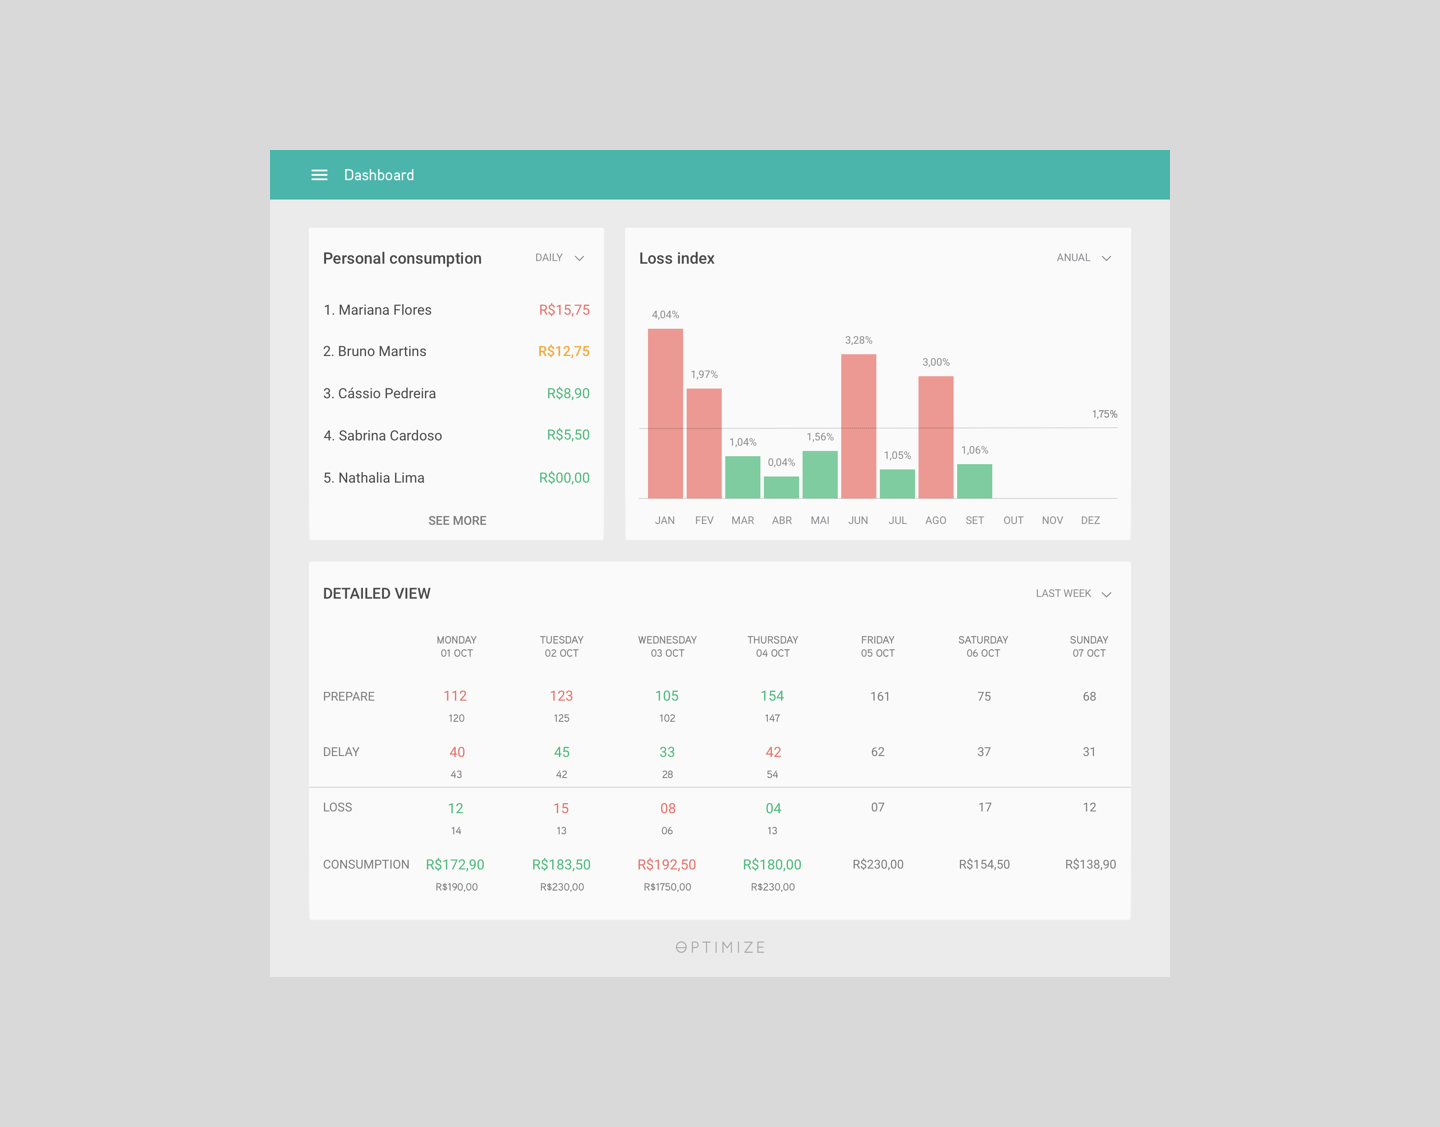 Dashboard
Personal consumption DAILY
1. Mariana Flores R$15,75
2. Bruno Martins R$12,75
3. Cássio Pedreira R$8,90
4. Sabrina Cardoso R$5,50
5. Nathalia Lima R$00,00
SEE MORE
Loss index ANUAL
4,04%
3,28%
3,00%
1,97%
1,75%
1,56%
1,04%
1,06%
1,05%
0,04%
JAN FEV MAR ABR MAI JUN JUL AGO SET OUT NOV DEZ
DETAILED VIEW LAST WEEK
MONDAY TUESDAY WEDNESDAY THURSDAY FRIDAY SATURDAY SUNDAY
01 OCT 02 OCT 03 OCT 04 OCT 05 OCT 06 OCT 07 OCT
PREPARE 112 123 105 154 161 75 68
120 125 102 147
DELAY 40 45 33 42 62 37 31
43 42 28 54
LOSS 12 15 08 04 07 17 12
14 13 06 13
CONSUMPTION R$172,90 R$183,50 R$192,50 R$180,00 R$230,00 R$154,50 R$138,90
R$190,00 R$230,00 R$1750,00 R$230,00
OPTIMIZE